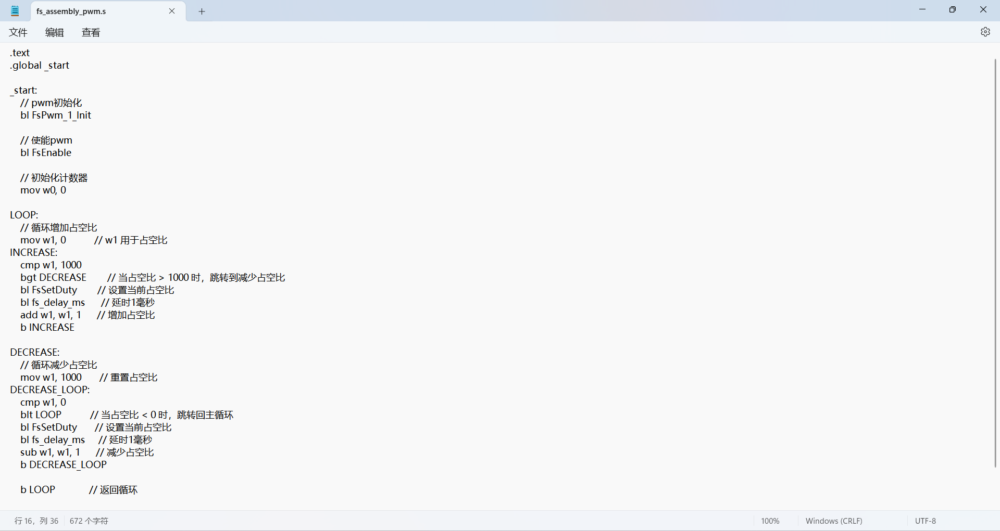 fs_assembly_pwm.s
文件 编辑 查看
.text
.global _start
_start:
// pwm初始化
bl FsPwm_1_Init
// 使能pwm
bl FsEnable
// 初始化计数器
mov w0, 0
LOOP:
// 循环增加占空比
mov w1, 0 // w1 用于占空比
INCREASE:
cmp w1, 1000
bgt DECREASE // 当占空比 > 1000 时，跳转到减少占空比
bl FsSetDuty // 设置当前占空比
bl fs_delay_ms // 延时1毫秒
add w1, w1, 1 // 增加占空比
b INCREASE
DECREASE:
// 循环减少占空比
mov w1, 1000 // 重置占空比
DECREASE_LOOP:
cmp w1, 0
blt LOOP // 当占空比 < 0 时，跳转回主循环
bl FsSetDuty // 设置当前占空比
bl fs_delay_ms // 延时1毫秒
sub w1, w1, 1 // 减少占空比
b DECREASE_LOOP
b LOOP // 返回循环
行 16，列 36 672 个字符 100% Windows (CRLF) UTF-8